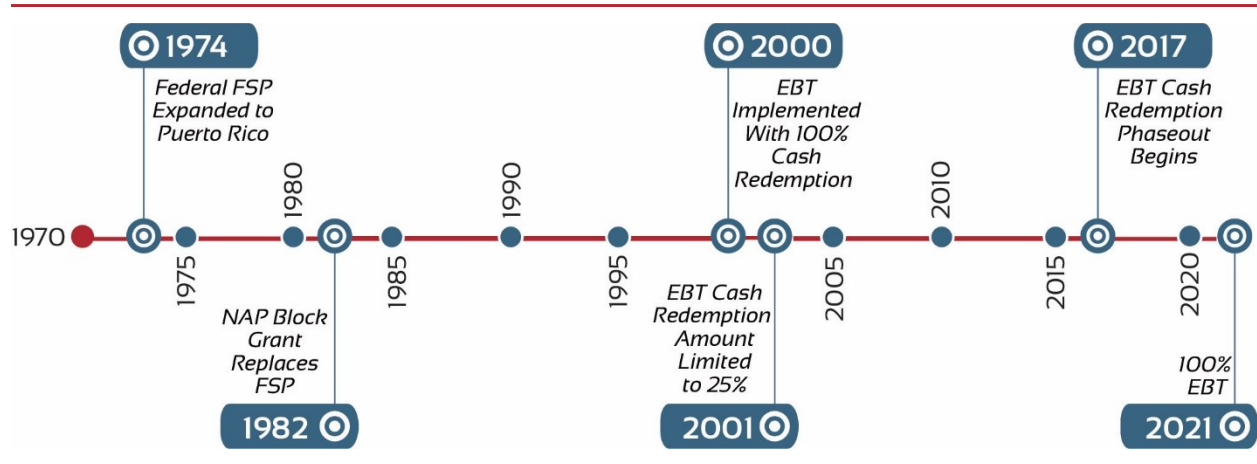 1974
Federal FSP
Expanded to
Puerto Rico
2000
EBT
Implemented
With 100%
Cash
Redemption
2017
EBT Cash
Redemption
Phaseout
Begins
1970
1975
1980
1985
1990
1995
2005
2010
2015
2020
NAP Block
Grant
Replaces
FSP
1982
EBT Cash
Redemption
Amount
Limited
to 25%
2001
100%
EBT
2021